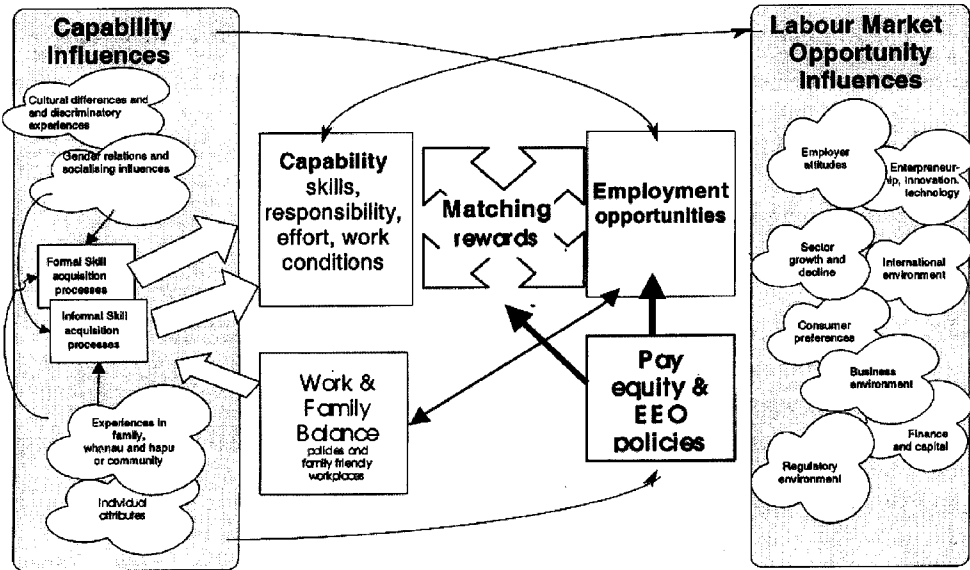 Capability
Influences
Cultural differences and
and discriminatory
experiences
Gender relations and
socialising influences
Formal Skill
acquisition
processes
Informal Skill
acquisition
processes
Experiences in
family,
whanau and hapu
or community
Individual
attributes
Capability
skills,
responsibility,
effort, work
conditions
Matching
rewards
Employment
opportunities
Work &
Family
Balance
policies and
family friendly
workplaces
Pay
equity &
EEO
policies
Labour Market
Opportunity
Influences
Employer
attitudes
Enterpreneur-
ip, innovation,
technology
Sector
growth and
decline
International
environment
Consumer
preferences
Business
environment
Finance
and capital
Regulatory
environment